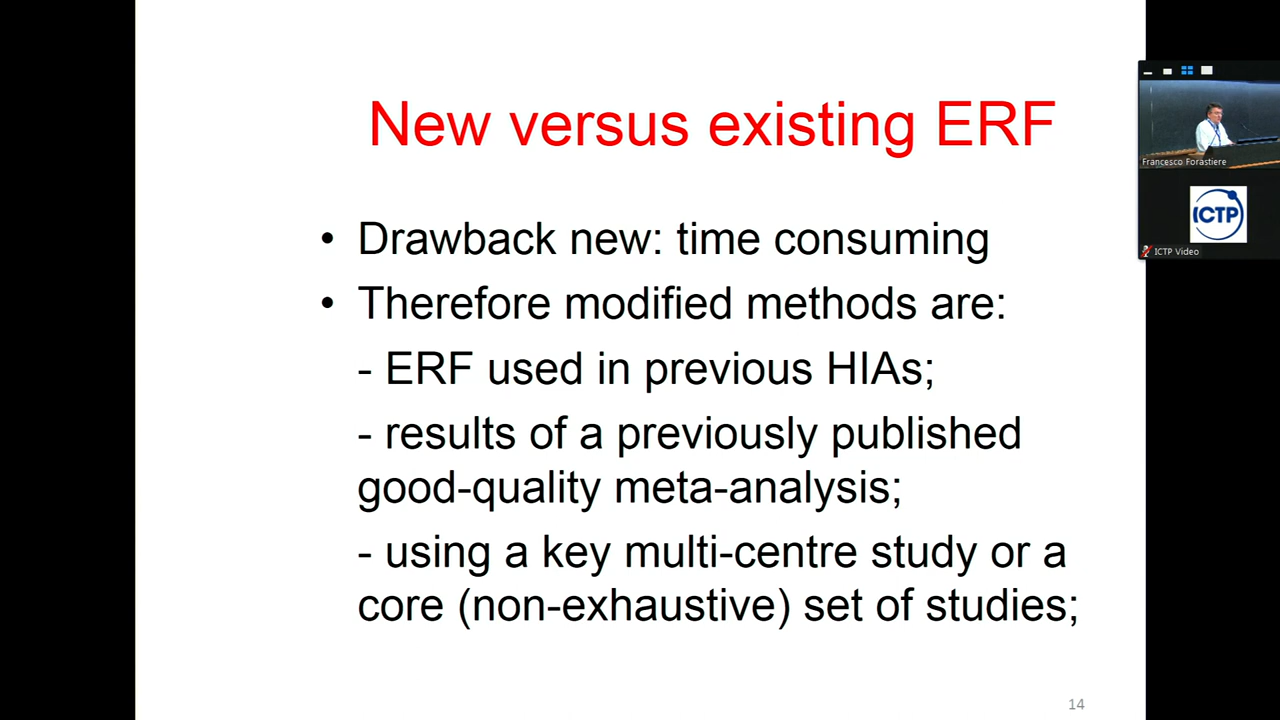 New versus existing ERF
• Drawback new: time consuming
• Therefore modified methods are:
- ERF used in previous HIAs;
- results of a previously published
good-quality meta-analysis;
- using a key multi-centre study or a
core (non-exhaustive) set of studies;
14
Francesco Forastiere
ICTP
ICTP Video